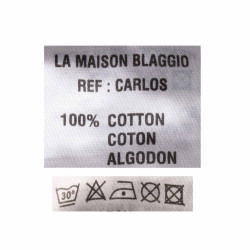 LA MAISON BLAGGIO
REF : CARLOS
100% COTTON
COTON
ALGODON
30°